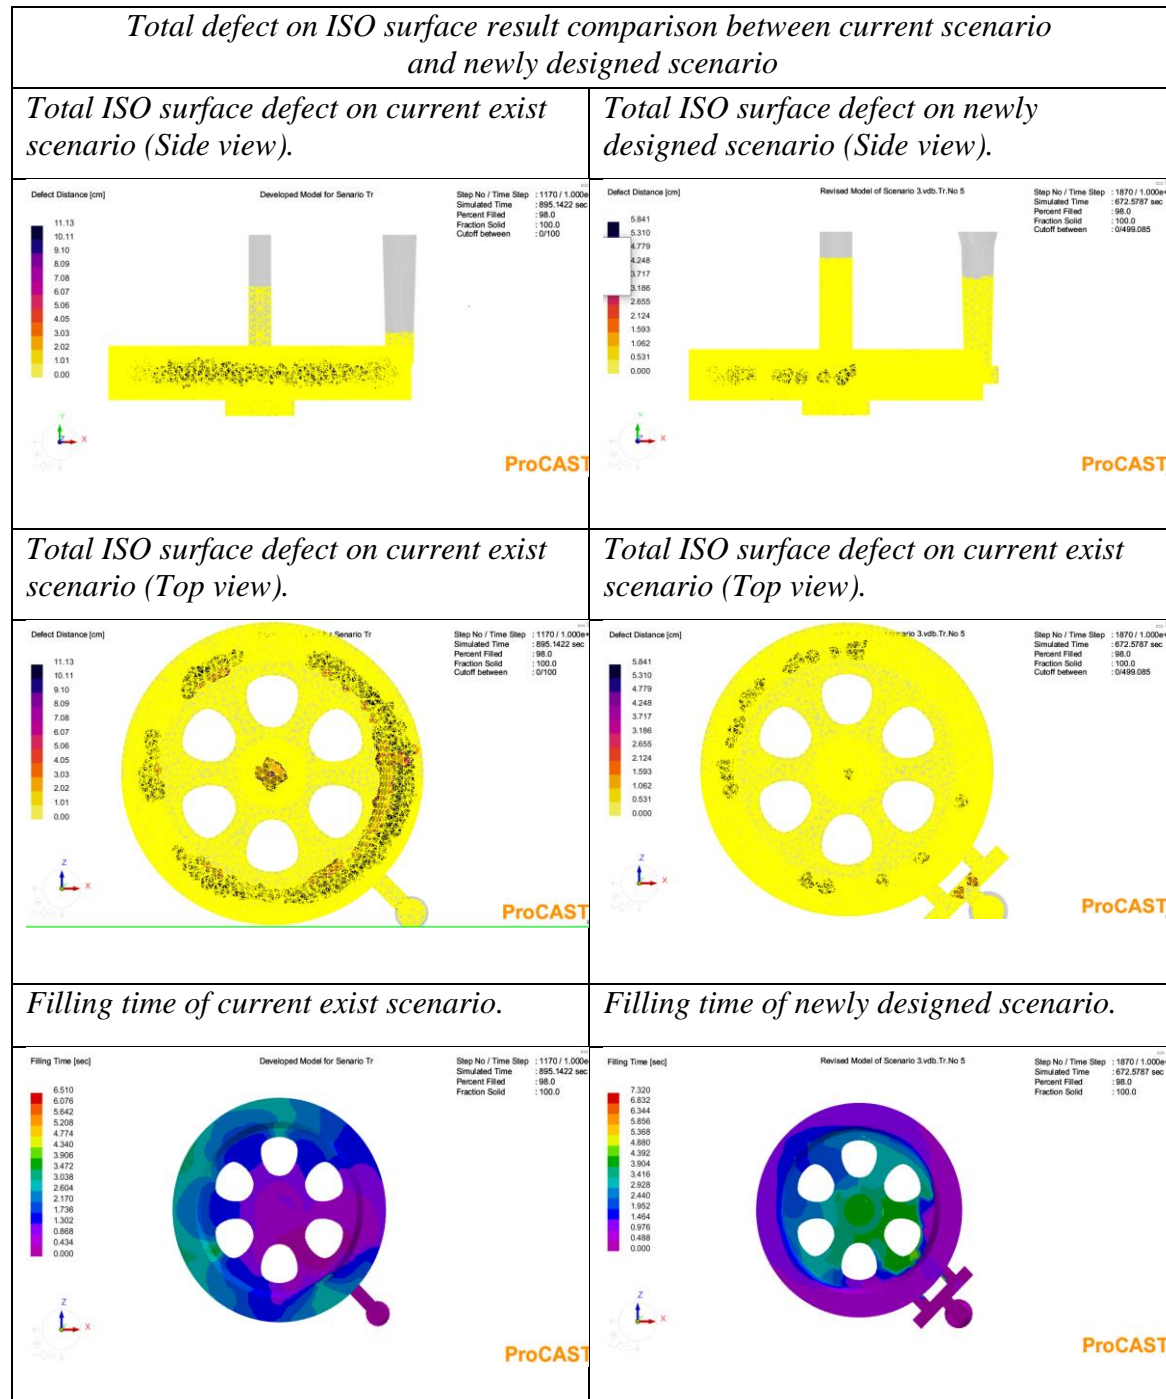 Total defect on ISO surface result comparison between current scenario
and newly designed scenario
Total ISO surface defect on current exist
scenario (Side view).
Total ISO surface defect on newly
designed scenario (Side view).
Defect Distance [cm]
Developed Model for Senario Tr
Step No / Time Step : 1170 / 1.000e
Simulated Time : 895.1422 sec
Percent Filled : 98.0
Fraction Solid : 100.0
Cutoff between : 0/100
11.13
10.11
9.10
8.09
7.08
6.07
5.06
4.05
3.03
2.02
1.01
0.00
Y
Z
X
ProCAST
Defect Distance [cm]
Revised Model of Scenario 3.vdb.Tr.No 5
Step No / Time Step : 1870 / 1.000e+
Simulated Time : 672.5787 sec
Percent Filled : 98.0
Fraction Solid : 100.0
Cutoff between : 0/499.085
5.841
5.310
4.779
4.248
3.717
3.186
2.655
2.124
1.593
1.062
0.531
0.000
X
ProCAST
Total ISO surface defect on current exist
scenario (Top view).
Total ISO surface defect on current exist
scenario (Top view).
Defect Distance [cm]
for Senario Tr
Step No / Time Step : 1170 / 1.000e+
Simulated Time : 895.1422 sec
Percent Filled : 98.0
Fraction Solid : 100.0
Cutoff between : 0/100
11.13
10.11
9.10
8.09
7.08
6.07
5.06
4.05
3.03
2.02
1.01
0.00
Z
X
ProCAST
Defect Distance [cm]
3.vdb.Tr.No 5
Step No / Time Step : 1870 / 1.000e+
Simulated Time : 672.5787 sec
Percent Filled : 98.0
Fraction Solid : 100.0
Cutoff between : 0/499.085
5.841
5.310
4.779
4.248
3.717
3.186
2.655
2.124
1.593
1.062
0.531
0.000
Z
X
ProCAST
Filling time of current exist scenario.
Filling time of newly designed scenario.
Filling Time [sec]
Developed Model for Senario Tr
Step No / Time Step : 1170 / 1.000e
Simulated Time : 895.1422 sec
Percent Filled : 98.0
Fraction Solid : 100.0
6.510
6.076
5.642
5.208
4.774
4.340
3.906
3.472
3.038
2.604
2.170
1.736
1.302
0.868
0.434
0.000
Z
X
ProCAST
Filling Time [sec]
Revised Model of Scenario 3.vdb.Tr.No 5
Step No / Time Step : 1870 / 1.000e+
Simulated Time : 672.5787 sec
Percent Filled : 98.0
Fraction Solid : 100.0
7.320
6.832
6.344
5.856
5.368
4.880
4.392
3.904
3.416
2.928
2.440
1.952
1.464
0.976
0.488
0.000
Z
X
ProCAST